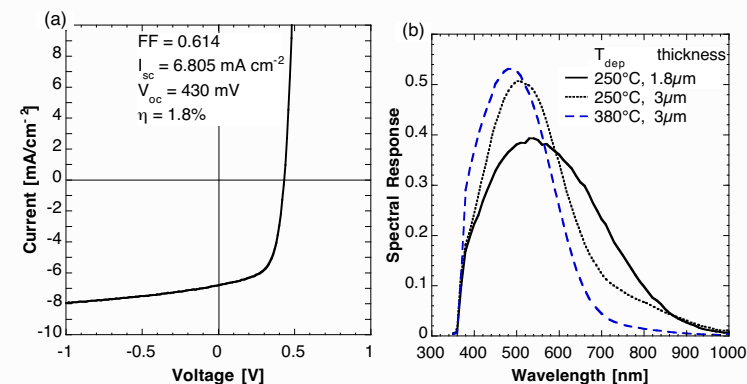 (a)
FF = 0.614
I_sc = 6.805 mA cm⁻²
V_oc = 430 mV
η = 1.8%
8
6
4
2
0
-2
-4
-6
-8
-10
-1
-0.5
0
0.5
1
Current [mA/cm⁻²]
Voltage [V]
(b)
T_dep thickness
250°C, 1.8µm
250°C, 3µm
380°C, 3µm
0.5
0.4
0.3
0.2
0.1
0
300 400 500 600 700 800 900 1000
Spectral Response
Wavelength [nm]